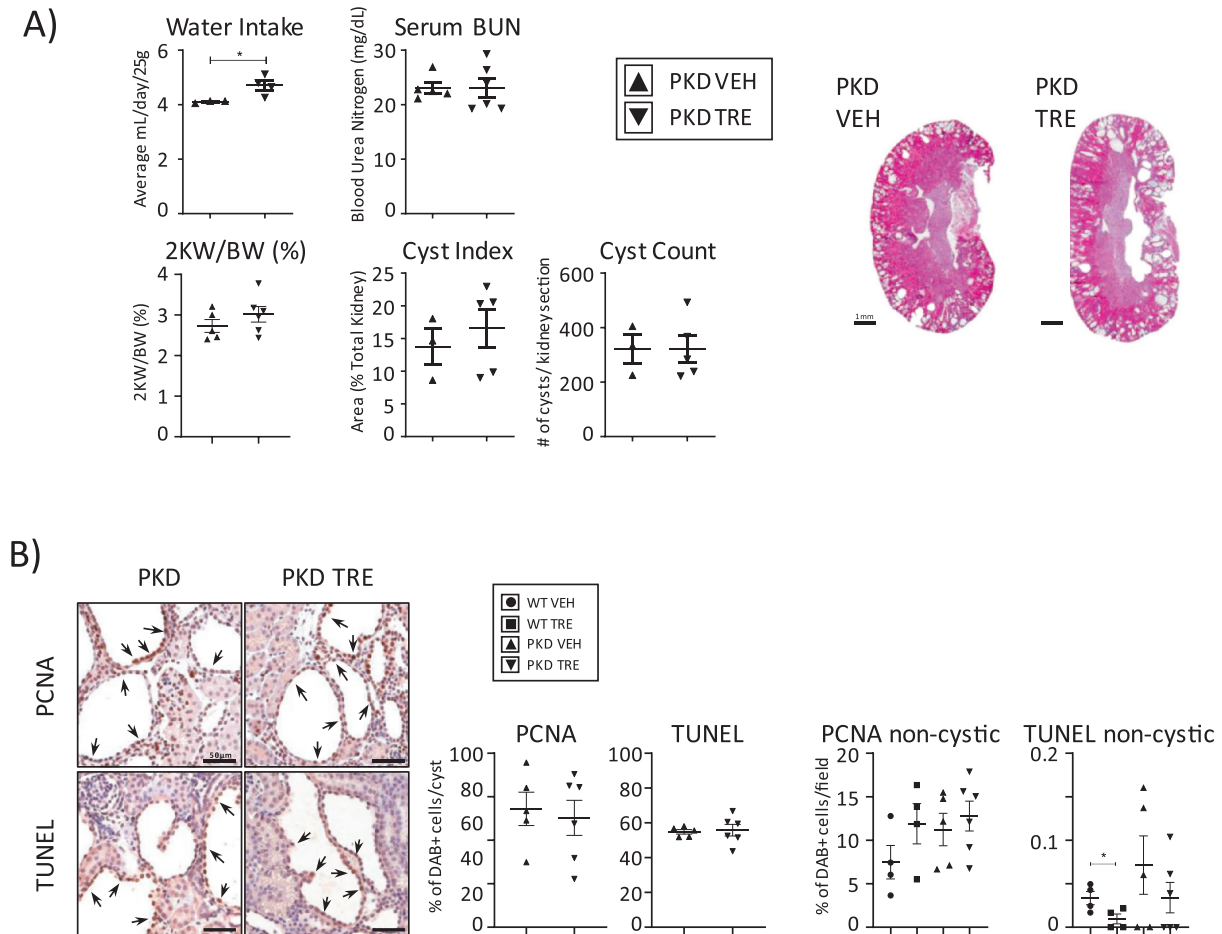 A)
Water Intake
Average mL/day/25g
6
4
2
0
*
Serum BUN
Blood Urea Nitrogen (mg/dL)
30
20
10
0
PKD VEH
PKD TRE
PKD
VEH
PKD
TRE
1mm
2KW/BW (%)
2KW/BW (%)
4
3
2
1
0
Cyst Index
Area (% Total Kidney)
25
20
15
10
5
0
Cyst Count
# of cysts/ kidney section
600
400
200
0
B)
PKD
PKD TRE
PCNA
50μm
TUNEL
WT VEH
WT TRE
PKD VEH
PKD TRE
PCNA
% of DAB+ cells/cyst
100
80
60
40
20
0
TUNEL
100
80
60
40
20
0
PCNA non-cystic
% of DAB+ cells/field
20
15
10
5
0
TUNEL non-cystic
0.2
0.1
0
*